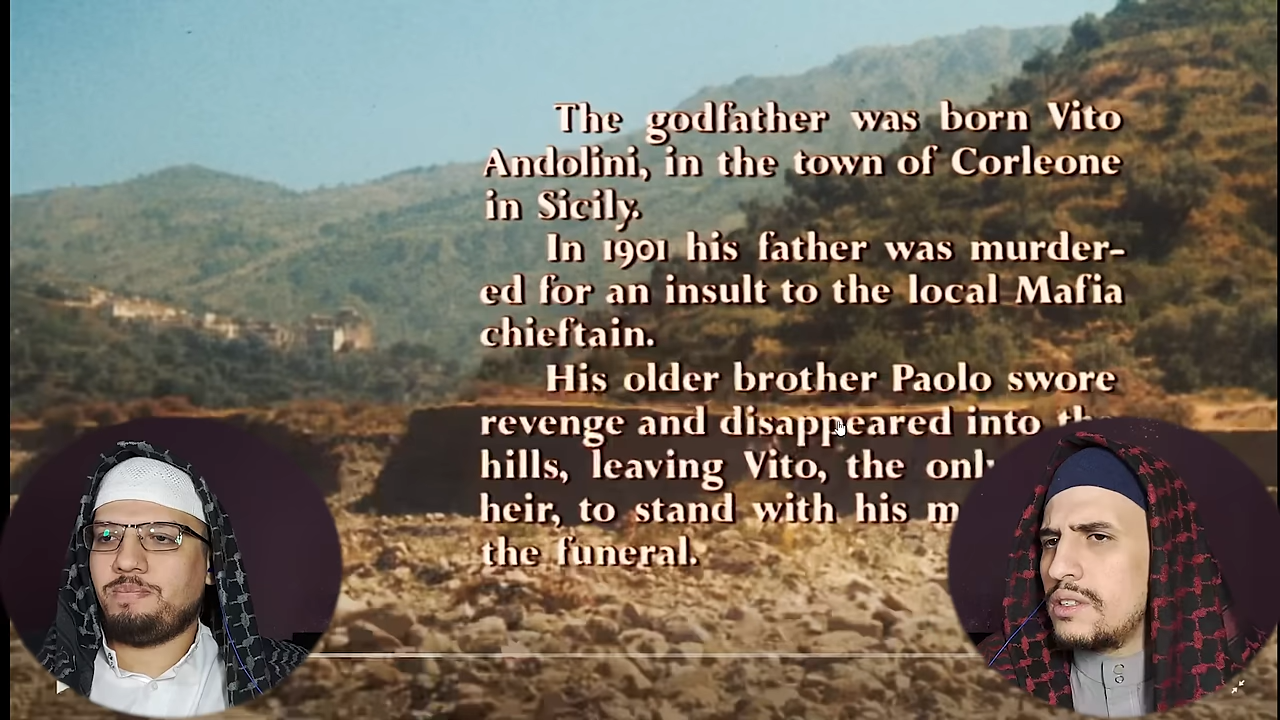 The godfather was born Vito
Andolini, in the town of Corleone
in Sicily.
In 1901 his father was murder-
ed for an insult to the local Mafia
chieftain.
His older brother Paolo swore
revenge and disappeared into
hills, leaving Vito, the
heir, to stand with his
the funeral.